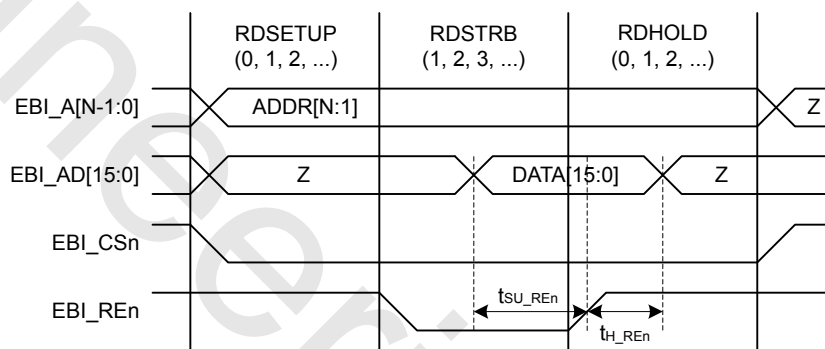 RDSETUP RDSTRB RDHOLD
(0, 1, 2, ...) (1, 2, 3, ...) (0, 1, 2, ...)
EBI_A[N-1:0] ADDR[N:1] Z
EBI_AD[15:0] Z DATA[15:0] Z
EBI_CSn
EBI_REn tSU_REn
tH_REn